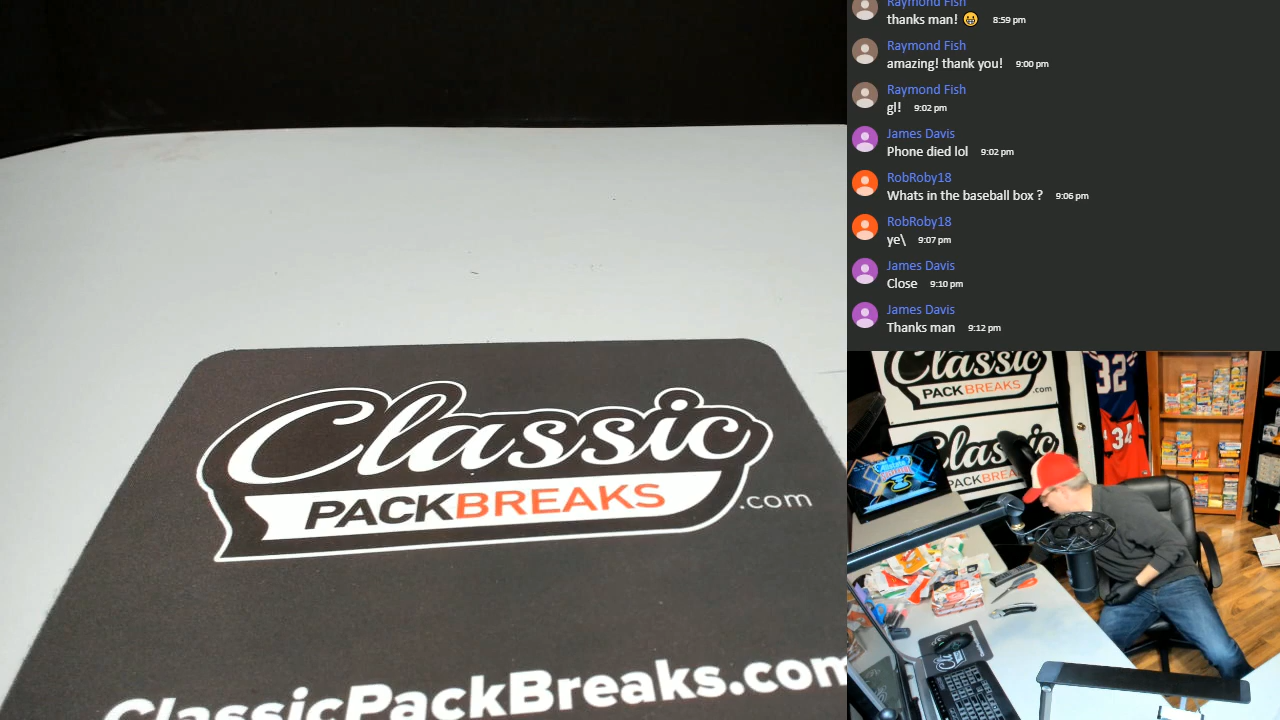 Raymond Fish
thanks man! 😁 8:59 pm
Raymond Fish
amazing! thank you! 9:00 pm
Raymond Fish
gl! 9:02 pm
James Davis
Phone died lol 9:02 pm
RobRoby18
Whats in the baseball box ? 9:06 pm
RobRoby18
ye\ 9:07 pm
James Davis
Close 9:10 pm
James Davis
Thanks man 9:12 pm
Classic
PACKBREAKS.com
ClassicPackBreaks.com
Classic
PACKBREAKS.com
Classic
PACKBREAKS
32
34